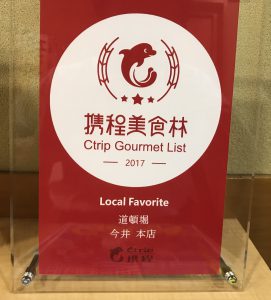 携程美食林
Ctrip Gourmet List
2017
Local Favorite
道頓堀
今井 本店
Ctrip
携程